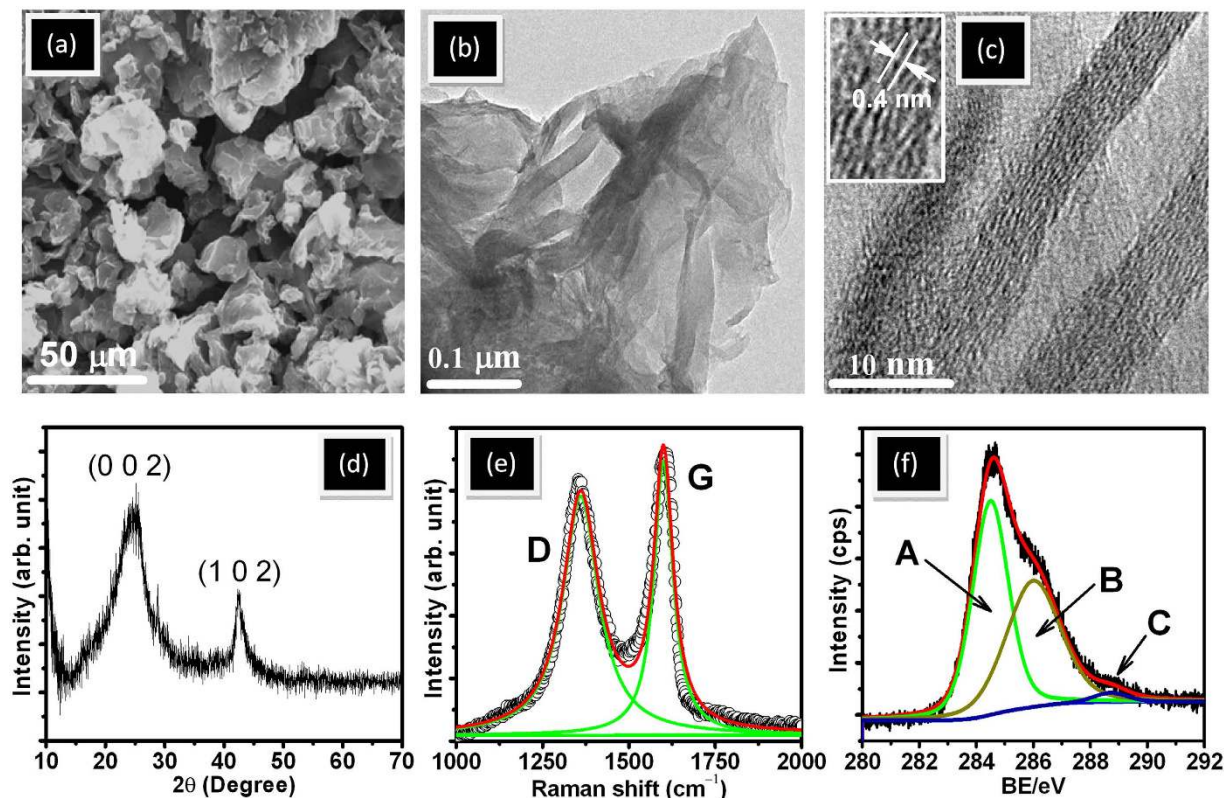 (a)
50 μm
(b)
0.1 μm
(c)
0.4 nm
10 nm
(d)
(0 0 2)
(1 0 2)
Intensity (arb. unit)
10 20 30 40 50 60 70
2θ (Degree)
(e)
D
G
Intensity (arb. unit)
1000 1250 1500 1750 2000
Raman shift (cm⁻¹)
(f)
A
B
C
Intensity (cps)
280 282 284 286 288 290 292
BE/eV